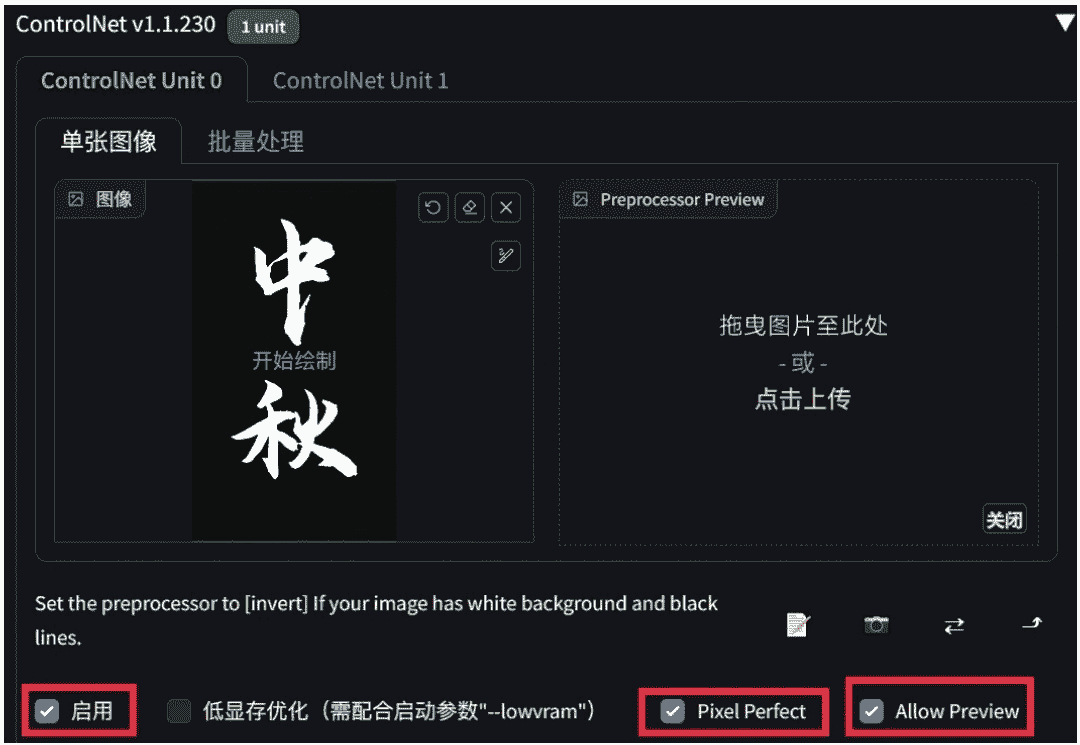 ControlNet v1.1.230 1 unit
ControlNet Unit 0 ControlNet Unit 1
单张图像 批量处理
图像 Preprocessor Preview
中
开始绘制
秋
拖曳图片至此处
- 或 -
点击上传
关闭
Set the preprocessor to [invert] If your image has white background and black
lines.
启用 低显存优化（需配合启动参数"--lowvram"） Pixel Perfect Allow Preview